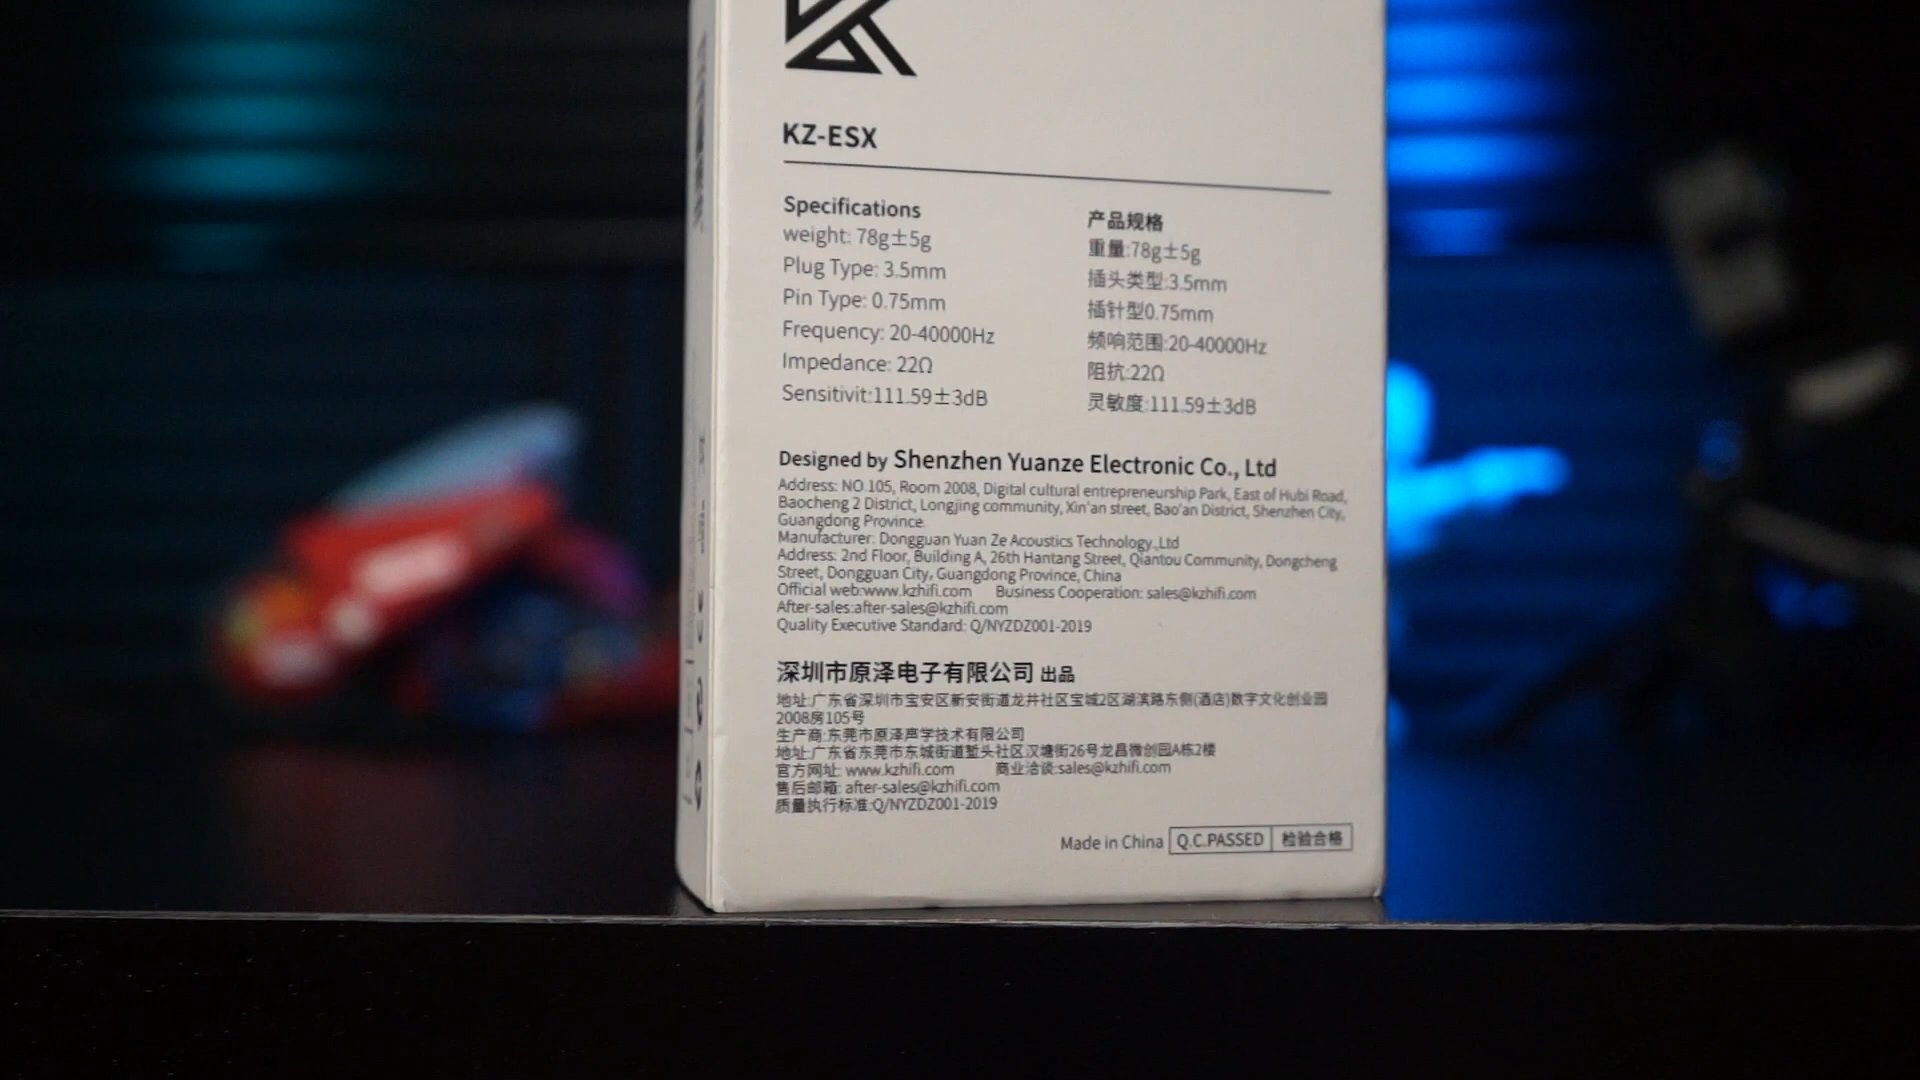 KZ-ESX
Specifications
weight: 78g±5g
Plug Type: 3.5mm
Pin Type: 0.75mm
Frequency: 20-40000Hz
Impedance: 22Ω
Sensitivit:111.59±3dB
产品规格
重量:78g±5g
插头类型:3.5mm
插针型0.75mm
频响范围:20-40000Hz
阻抗:22Ω
灵敏度:111.59±3dB
Designed by Shenzhen Yuanze Electronic Co., Ltd
Address: NO.105, Room 2008, Digital cultural entrepreneurship Park, East of Hubi Road,
Baocheng 2 District, Longjing community, Xin'an street, Bao'an District, Shenzhen City,
Guangdong Province
Manufacturer: Dongguan Yuan Ze Acoustics Technology.,Ltd
Address: 2nd Floor, Building A, 26th Hantang Street, Qiantou Community, Dongcheng
Street, Dongguan City, Guangdong Province, China
Official web:www.kzhifi.com Business Cooperation: sales@kzhifi.com
After-sales:after-sales@kzhifi.com
Quality Executive Standard: Q/NYZDZ001-2019
深圳市原泽电子有限公司 出品
地址:广东省深圳市宝安区新安街道龙井社区宝城2区湖滨路东侧(酒店)数字文化创业园
2008房105号
生产商:东莞市原泽声学技术有限公司
地址:广东省东莞市东城街道堑头社区汉塘街26号龙昌微创园A栋2楼
官方网址: www.kzhifi.com 商业洽谈:sales@kzhifi.com
售后邮箱: after-sales@kzhifi.com
质量执行标准:Q/NYZDZ001-2019
Made in China Q.C.PASSED 检验合格